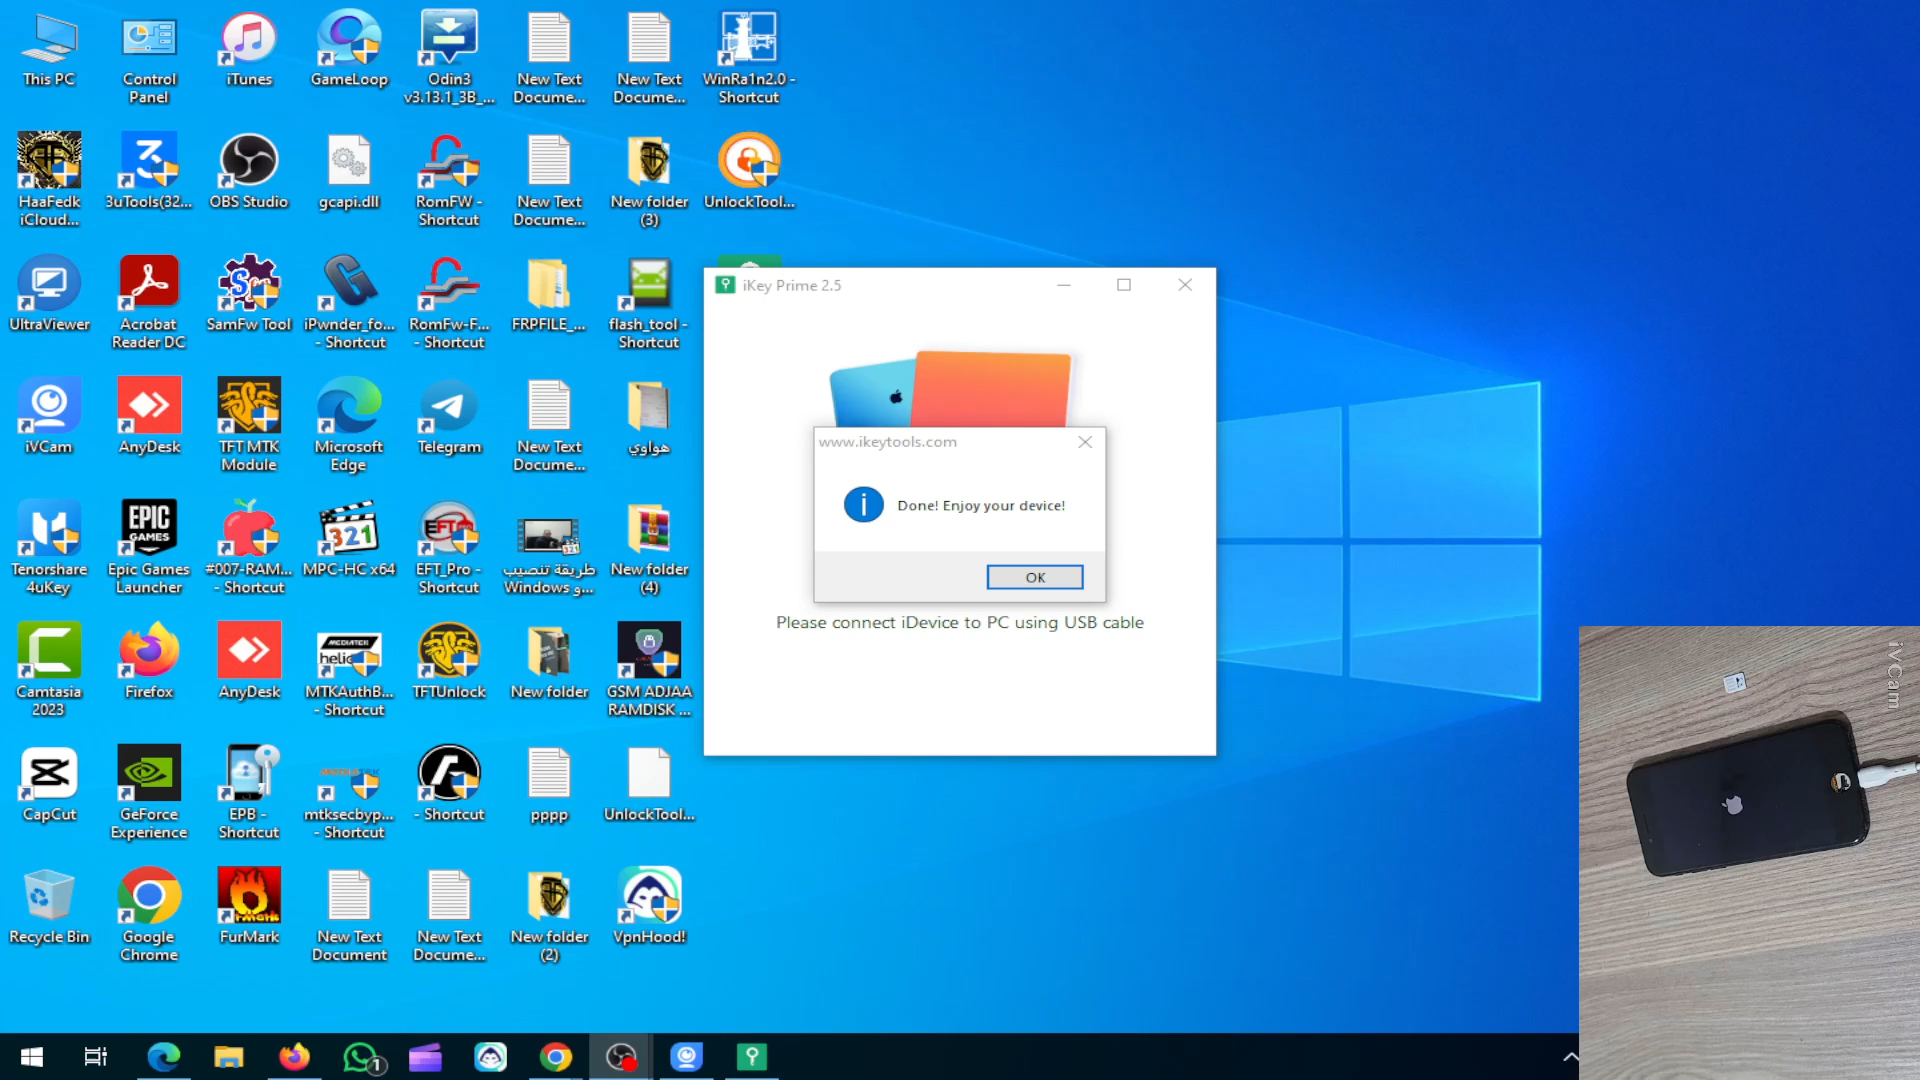 This PC
Control
Panel
iTunes
GameLoop
Odin3
v3.13.1_3B_...
New Text
Docume...
New Text
Docume...
WinRa1n2.0 -
Shortcut
HaaFedk
iCloud...
3uTools(32...
OBS Studio
gcapi.dll
RomFW -
Shortcut
New Text
Docume...
New folder
(3)
UnlockTool...
UltraViewer
Acrobat
Reader DC
SamFw Tool
iPwnder_fo...
- Shortcut
RomFw-F...
- Shortcut
FRPFILE_...
flash_tool -
Shortcut
iVCam
AnyDesk
TFT MTK
Module
Microsoft
Edge
Telegram
New Text
Docume...
هواوي
Tenorshare
4uKey
EPIC
GAMES
Epic Games
Launcher
#007-RAM...
- Shortcut
321
MPC-HC x64
EFT
EFT_Pro -
Shortcut
طريقة تنصيب
Windows و...
New folder
(4)
Camtasia
2023
Firefox
AnyDesk
MEDIATEK
helio
MTKAuthB...
- Shortcut
TFTUnlock
New folder
GSM ADJAA
RAMDISK ...
CapCut
GeForce
Experience
EPB -
Shortcut
mtksecbyp...
- Shortcut
- Shortcut
pppp
UnlockTool...
Recycle Bin
Google
Chrome
FurMark
New Text
Document
New Text
Docume...
New folder
(2)
VpnHood!
iKey Prime 2.5
www.ikeytools.com
Done! Enjoy your device!
OK
Please connect iDevice to PC using USB cable
iVCam
1